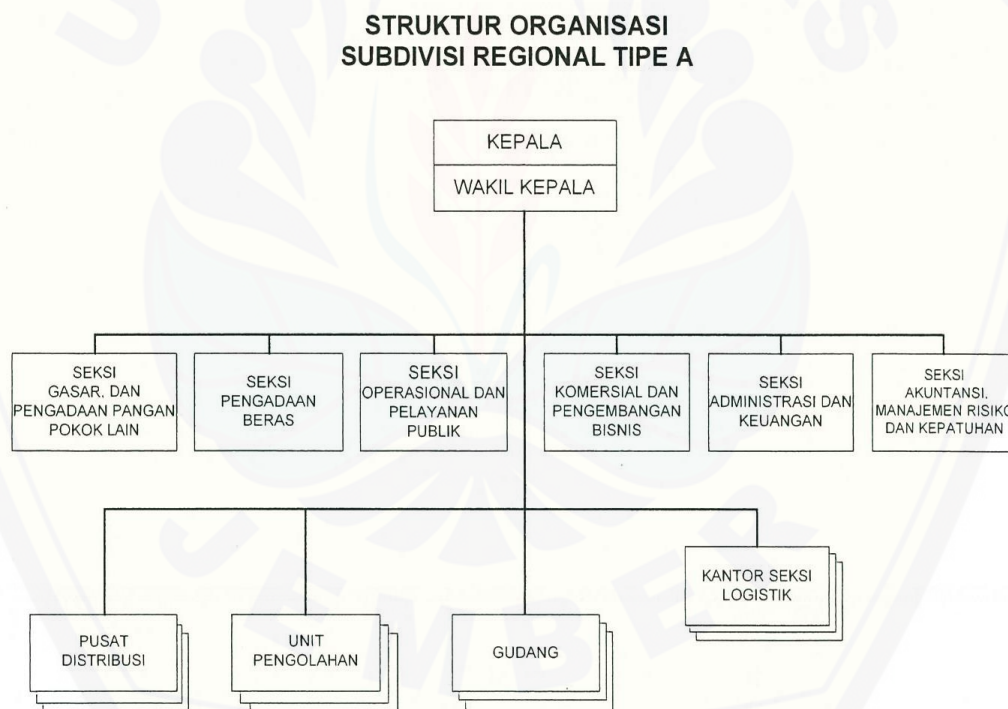 STRUKTUR ORGANISASI
SUBDIVISI REGIONAL TIPE A
KEPALA
WAKIL KEPALA
SEKSI
GASAR. DAN
PENGADAAN PANGAN
POKOK LAIN
SEKSI
PENGADAAN
BERAS
SEKSI
OPERASIONAL DAN
PELAYANAN
PUBLIK
SEKSI
KOMERSIAL DAN
PENGEMBANGAN
BISNIS
SEKSI
ADMINISTRASI DAN
KEUANGAN
SEKSI
AKUNTANSI.
MANAJEMEN RISIKO
DAN KEPATUHAN
KANTOR SEKSI
LOGISTIK
PUSAT
DISTRIBUSI
UNIT
PENGOLAHAN
GUDANG
JEMBER